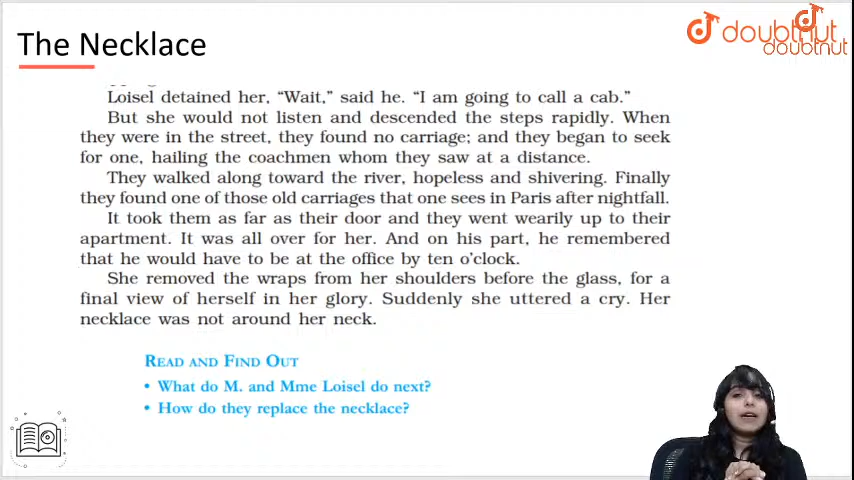 The Necklace
doubtnut
doubtnut
Loisel detained her, “Wait,” said he. “I am going to call a cab.”
But she would not listen and descended the steps rapidly. When
they were in the street, they found no carriage; and they began to seek
for one, hailing the coachmen whom they saw at a distance.
They walked along toward the river, hopeless and shivering. Finally
they found one of those old carriages that one sees in Paris after nightfall.
It took them as far as their door and they went wearily up to their
apartment. It was all over for her. And on his part, he remembered
that he would have to be at the office by ten o’clock.
She removed the wraps from her shoulders before the glass, for a
final view of herself in her glory. Suddenly she uttered a cry. Her
necklace was not around her neck.
READ AND FIND OUT
• What do M. and Mme Loisel do next?
• How do they replace the necklace?